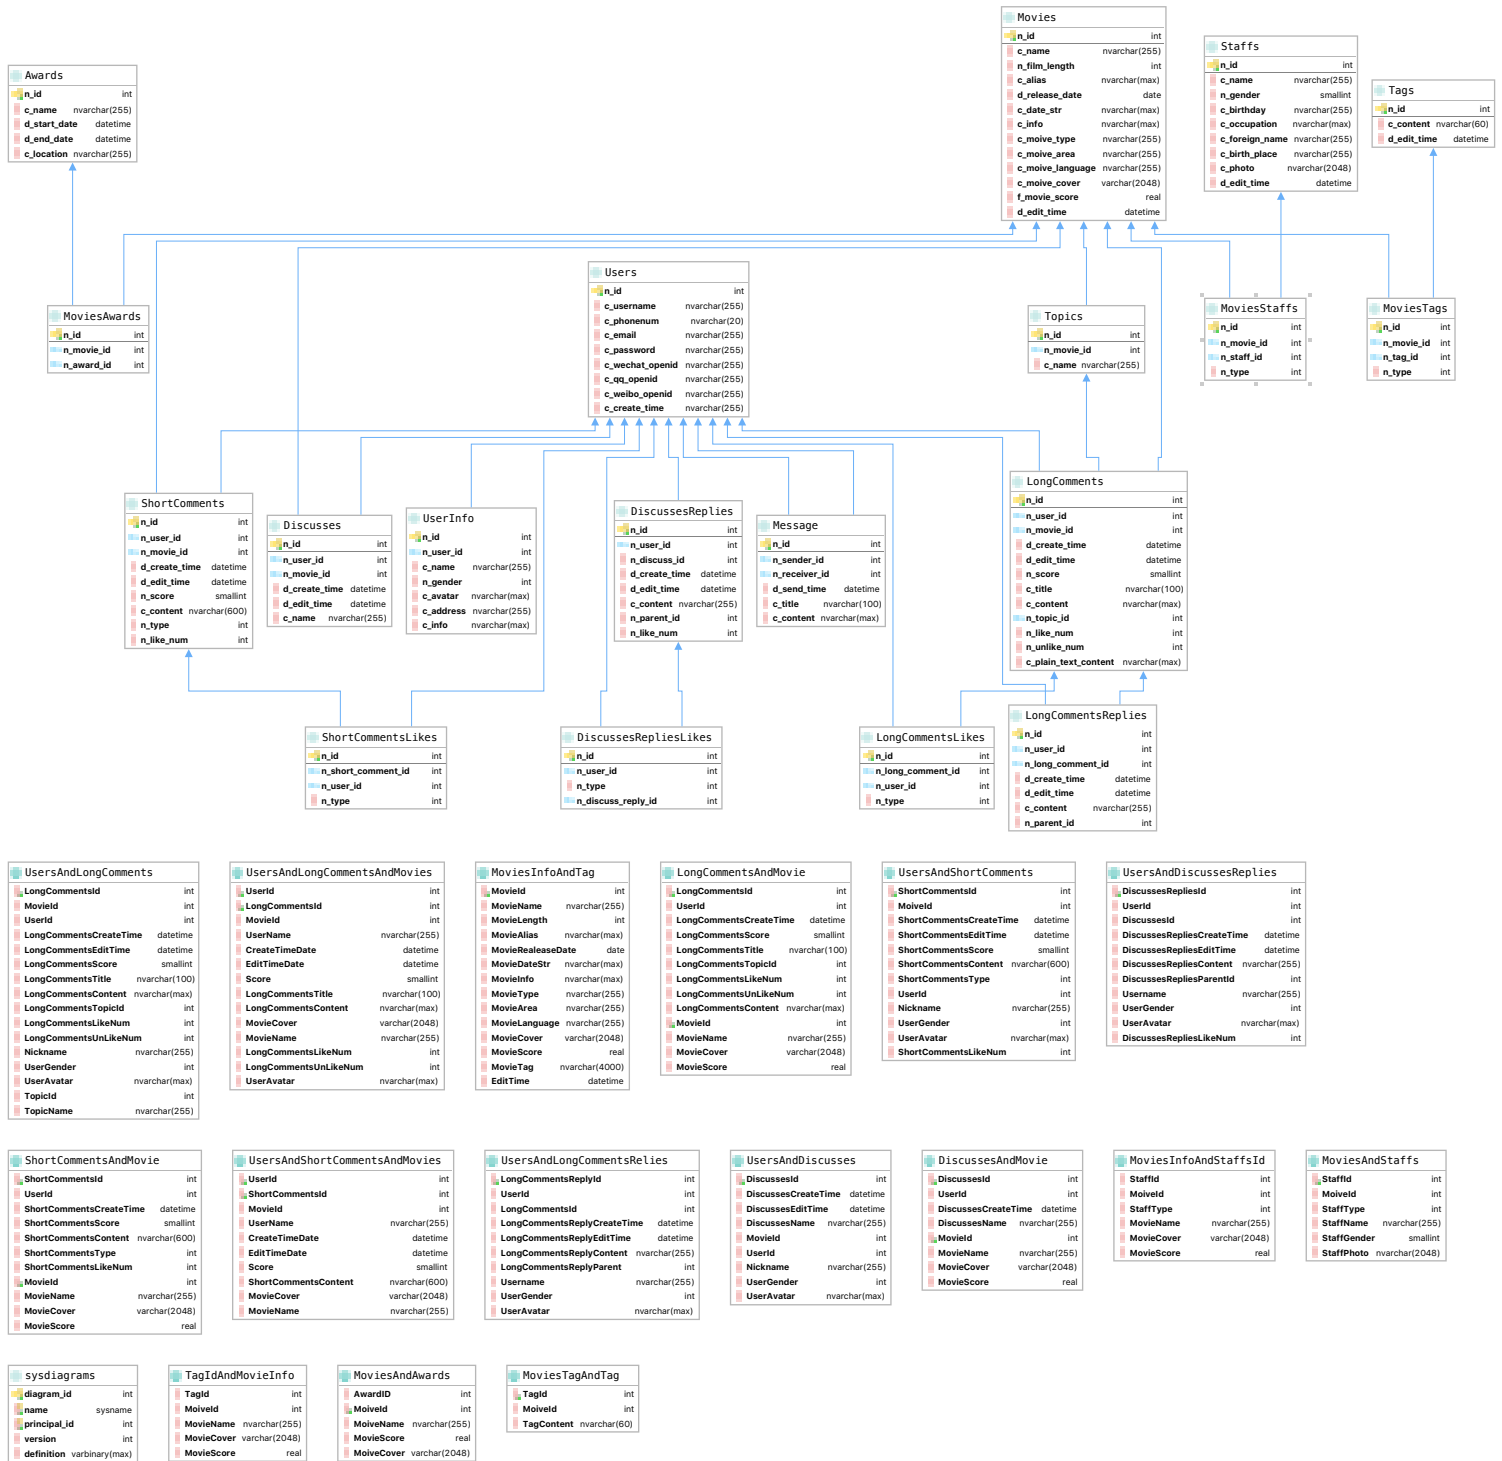 Movies
n_id int
c_name nvarchar(255)
n_film_length int
c_alias nvarchar(max)
d_release_date date
c_date_str nvarchar(max)
c_info nvarchar(max)
c_moive_type nvarchar(255)
c_moive_area nvarchar(255)
c_moive_language nvarchar(255)
c_moive_cover varchar(2048)
f_movie_score real
d_edit_time datetime
Staffs
n_id int
c_name nvarchar(255)
n_gender smallint
c_birthday nvarchar(255)
c_occupation nvarchar(max)
c_foreign_name nvarchar(255)
c_birth_place nvarchar(255)
c_photo nvarchar(2048)
d_edit_time datetime
Awards
n_id int
c_name nvarchar(255)
d_start_date datetime
d_end_date datetime
c_location nvarchar(255)
Tags
n_id int
c_content nvarchar(60)
d_edit_time datetime
Users
n_id int
c_username nvarchar(255)
c_phonenum nvarchar(20)
c_email nvarchar(255)
c_password nvarchar(255)
c_wechat_openid nvarchar(255)
c_qq_openid nvarchar(255)
c_weibo_openid nvarchar(255)
c_create_time nvarchar(255)
MoviesAwards
n_id int
n_movie_id int
n_award_id int
Topics
n_id int
n_movie_id int
c_name nvarchar(255)
MoviesStaffs
n_id int
n_movie_id int
n_staff_id int
n_type int
MoviesTags
n_id int
n_movie_id int
n_tag_id int
n_type int
ShortComments
n_id int
n_user_id int
n_movie_id int
d_create_time datetime
d_edit_time datetime
n_score smallint
c_content nvarchar(600)
n_type int
n_like_num int
Discusses
n_id int
n_user_id int
n_movie_id int
d_create_time datetime
d_edit_time datetime
c_name nvarchar(255)
UserInfo
n_id int
n_user_id int
c_name nvarchar(255)
n_gender int
c_avatar nvarchar(max)
c_address nvarchar(255)
c_info nvarchar(max)
DiscussesReplies
n_id int
n_user_id int
n_discuss_id int
d_create_time datetime
d_edit_time datetime
c_content nvarchar(255)
n_parent_id int
n_like_num int
Message
n_id int
n_sender_id int
n_receiver_id int
d_send_time datetime
c_title nvarchar(100)
c_content nvarchar(max)
LongComments
n_id int
n_user_id int
n_movie_id int
d_create_time datetime
d_edit_time datetime
n_score smallint
c_title nvarchar(100)
c_content nvarchar(max)
n_topic_id int
n_like_num int
n_unlike_num int
c_plain_text_content nvarchar(max)
ShortCommentsLikes
n_id int
n_short_comment_id int
n_user_id int
n_type int
DiscussesRepliesLikes
n_id int
n_user_id int
n_type int
n_discuss_reply_id int
LongCommentsLikes
n_id int
n_long_comment_id int
n_user_id int
n_type int
LongCommentsReplies
n_id int
n_user_id int
n_long_comment_id int
d_create_time datetime
d_edit_time datetime
c_content nvarchar(255)
n_parent_id int
UsersAndLongComments
LongCommentsId int
MovieId int
UserId int
LongCommentsCreateTime datetime
LongCommentsEditTime datetime
LongCommentsScore smallint
LongCommentsTitle nvarchar(100)
LongCommentsContent nvarchar(max)
LongCommentsTopicId int
LongCommentsLikeNum int
LongCommentsUnLikeNum int
Nickname nvarchar(255)
UserGender int
UserAvatar nvarchar(max)
TopicId int
TopicName nvarchar(255)
UsersAndLongCommentsAndMovies
UserId int
LongCommentsId int
MovieId int
UserName nvarchar(255)
CreateTimeDate datetime
EditTimeDate datetime
Score smallint
LongCommentsTitle nvarchar(100)
LongCommentsContent nvarchar(max)
MovieCover varchar(2048)
MovieName nvarchar(255)
LongCommentsLikeNum int
LongCommentsUnLikeNum int
UserAvatar nvarchar(max)
MoviesInfoAndTag
MovieId int
MovieName nvarchar(255)
MovieLength int
MovieAlias nvarchar(max)
MovieRealeaseDate date
MovieDateStr nvarchar(max)
MovieInfo nvarchar(max)
MovieType nvarchar(255)
MovieArea nvarchar(255)
MovieLanguage nvarchar(255)
MovieCover varchar(2048)
MovieScore real
MovieTag nvarchar(4000)
EditTime datetime
LongCommentsAndMovie
LongCommentsId int
UserId int
LongCommentsCreateTime datetime
LongCommentsScore smallint
LongCommentsTitle nvarchar(100)
LongCommentsTopicId int
LongCommentsLikeNum int
LongCommentsUnLikeNum int
LongCommentsContent nvarchar(max)
MovieId int
MovieName nvarchar(255)
MovieCover varchar(2048)
MovieScore real
UsersAndShortComments
ShortCommentsId int
MoiveId int
ShortCommentsCreateTime datetime
ShortCommentsEditTime datetime
ShortCommentsScore smallint
ShortCommentsContent nvarchar(600)
ShortCommentsType int
UserId int
Nickname nvarchar(255)
UserGender int
UserAvatar nvarchar(max)
ShortCommentsLikeNum int
UsersAndDiscussesReplies
DiscussesRepliesId int
UserId int
DiscussesId int
DiscussesRepliesCreateTime datetime
DiscussesRepliesEditTime datetime
DiscussesRepliesContent nvarchar(255)
DiscussesRepliesParentId int
Username nvarchar(255)
UserGender int
UserAvatar nvarchar(max)
DiscussesRepliesLikeNum int
ShortCommentsAndMovie
ShortCommentsId int
UserId int
ShortCommentsCreateTime datetime
ShortCommentsScore smallint
ShortCommentsContent nvarchar(600)
ShortCommentsType int
ShortCommentsLikeNum int
MovieId int
MovieName nvarchar(255)
MovieCover varchar(2048)
MovieScore real
UsersAndShortCommentsAndMovies
UserId int
ShortCommentsId int
MovieId int
UserName nvarchar(255)
CreateTimeDate datetime
EditTimeDate datetime
Score smallint
ShortCommentsContent nvarchar(600)
MovieCover varchar(2048)
MovieName nvarchar(255)
UsersAndLongCommentsRelies
LongCommentsReplyId int
UserId int
LongCommentsId int
LongCommentsReplyCreateTime datetime
LongCommentsReplyEditTime datetime
LongCommentsReplyContent nvarchar(255)
LongCommentsReplyParent int
Username nvarchar(255)
UserGender int
UserAvatar nvarchar(max)
UsersAndDiscusses
DiscussesId int
DiscussesCreateTime datetime
DiscussesEditTime datetime
DiscussesName nvarchar(255)
MovieId int
UserId int
Nickname nvarchar(255)
UserGender int
UserAvatar nvarchar(max)
DiscussesAndMovie
DiscussesId int
UserId int
DiscussesCreateTime datetime
DiscussesName nvarchar(255)
MovieId int
MovieName nvarchar(255)
MovieCover varchar(2048)
MovieScore real
MoviesInfoAndStaffsId
StaffId int
MoiveId int
StaffType int
MovieName nvarchar(255)
MovieCover varchar(2048)
MovieScore real
MoviesAndStaffs
StaffId int
MoiveId int
StaffType int
StaffName nvarchar(255)
StaffGender smallint
StaffPhoto nvarchar(2048)
sysdiagrams
diagram_id int
name sysname
principal_id int
version int
definition varbinary(max)
TagIdAndMovieInfo
TagId int
MoiveId int
MovieName nvarchar(255)
MovieCover varchar(2048)
MovieScore real
MoviesAndAwards
AwardID int
MoiveId int
MoiveName nvarchar(255)
MovieScore real
MoiveCover varchar(2048)
MoviesTagAndTag
TagId int
MoiveId int
TagContent nvarchar(60)